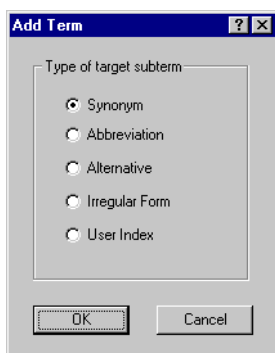 Add Term
Type of target subterm
Synonym
Abbreviation
Alternative
Irregular Form
User Index
OK Cancel